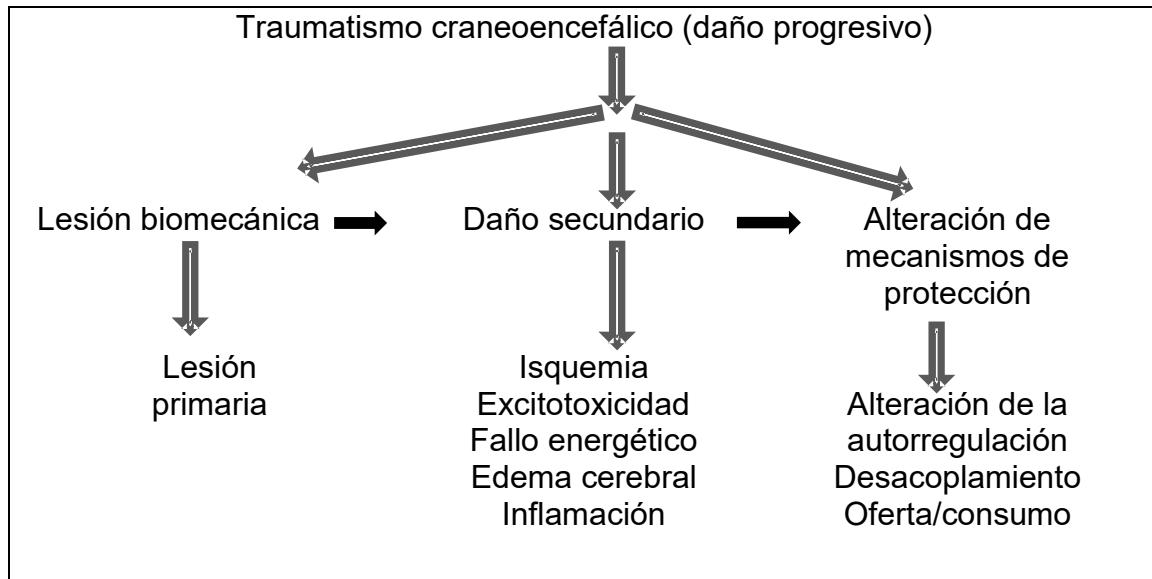 Traumatismo craneoencefálico (daño progresivo)
Lesión biomecánica
Daño secundario
Alteración de
mecanismos de
protección
Lesión
primaria
Isquemia
Excitotoxicidad
Fallo energético
Edema cerebral
Inflamación
Alteración de la
autorregulación
Desacoplamiento
Oferta/consumo